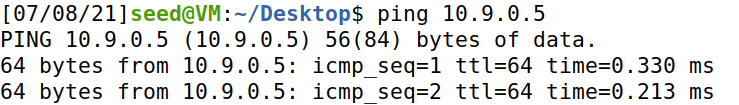 [07/08/21]seed@VM:~/Desktop$ ping 10.9.0.5
PING 10.9.0.5 (10.9.0.5) 56(84) bytes of data.
64 bytes from 10.9.0.5: icmp_seq=1 ttl=64 time=0.330 ms
64 bytes from 10.9.0.5: icmp_seq=2 ttl=64 time=0.213 ms